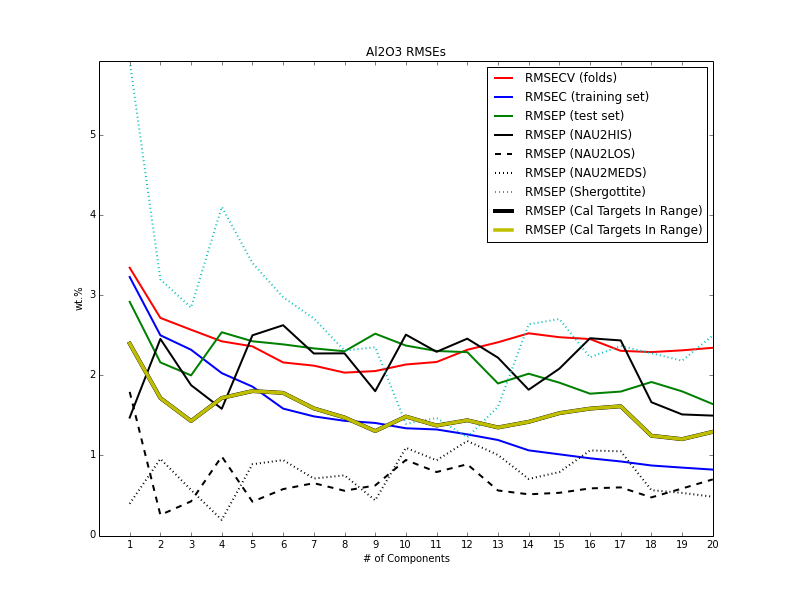 Al2O3 RMSEs
RMSECV (folds)
RMSEC (training set)
RMSEP (test set)
RMSEP (NAU2HIS)
RMSEP (NAU2LOS)
RMSEP (NAU2MEDS)
RMSEP (Shergottite)
RMSEP (Cal Targets In Range)
RMSEP (Cal Targets In Range)
5
4
3
2
1
0
wt.%
1 2 3 4 5 6 7 8 9 10 11 12 13 14 15 16 17 18 19 20
# of Components